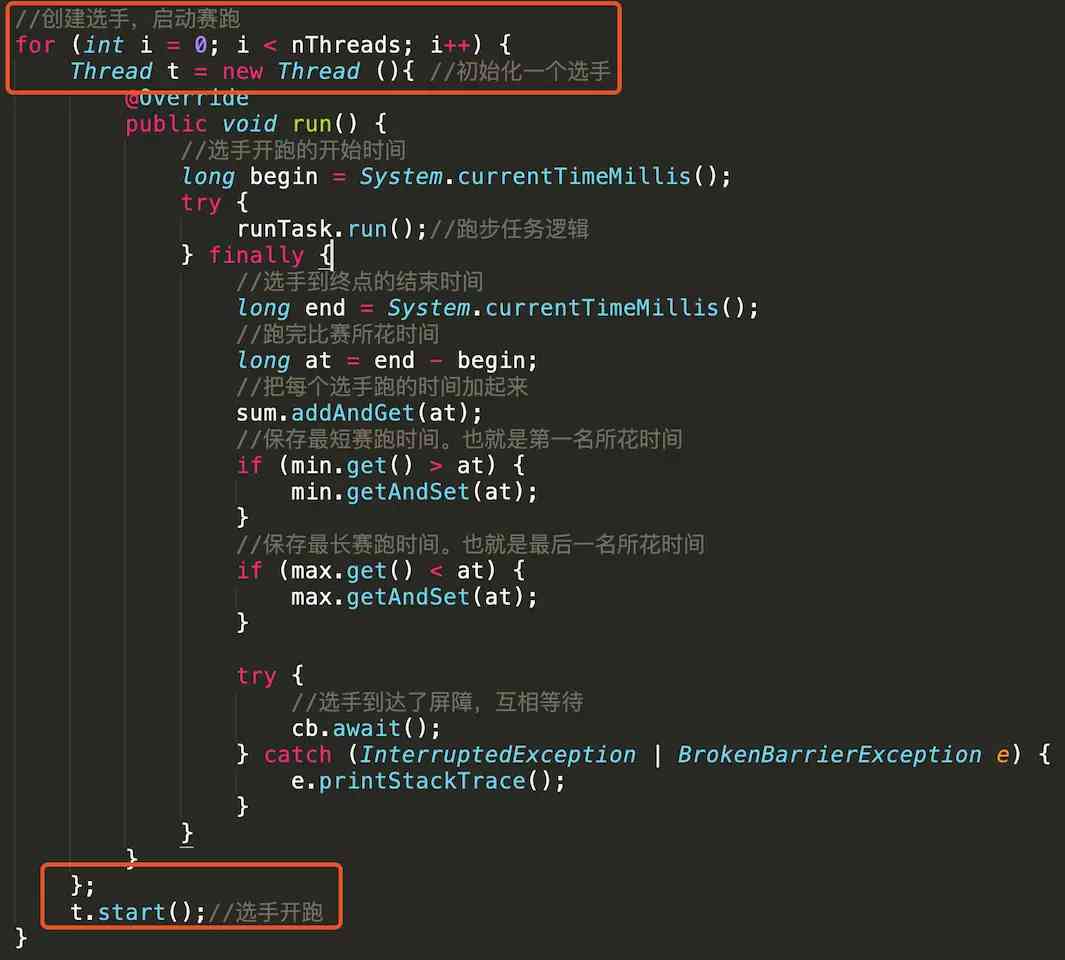 //创建选手，启动赛跑
for (int i = 0; i < nThreads; i++) {
    Thread t = new Thread (){ //初始化一个选手
        @Override
        public void run() {
            //选手开跑的开始时间
            long begin = System.currentTimeMillis();
            try {
                runTask.run();//跑步任务逻辑
            } finally {
                //选手到终点的结束时间
                long end = System.currentTimeMillis();
                //跑完比赛所花时间
                long at = end - begin;
                //把每个选手跑的时间加起来
                sum.addAndGet(at);
                //保存最短赛跑时间。也就是第一名所花时间
                if (min.get() > at) {
                    min.getAndSet(at);
                }
                //保存最长赛跑时间。也就是最后一名所花时间
                if (max.get() < at) {
                    max.getAndSet(at);
                }

                try {
                    //选手到达了屏障，互相等待
                    cb.await();
                } catch (InterruptedException | BrokenBarrierException e) {
                    e.printStackTrace();
                }
            }
        }
    };
    t.start();//选手开跑
}